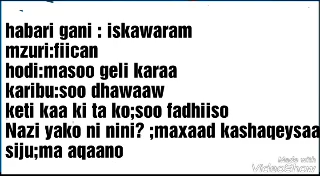 habari gani : iskawaram
mzuri:fiican
hodi:masoo geli karaa
karibu:soo dhawaaw
keti kaa ki ta ko;soo fadhiiso
Nazi yako ni nini? ;maxaad kashaqeysaa
siju;ma aqaano
Made with
VideoShow